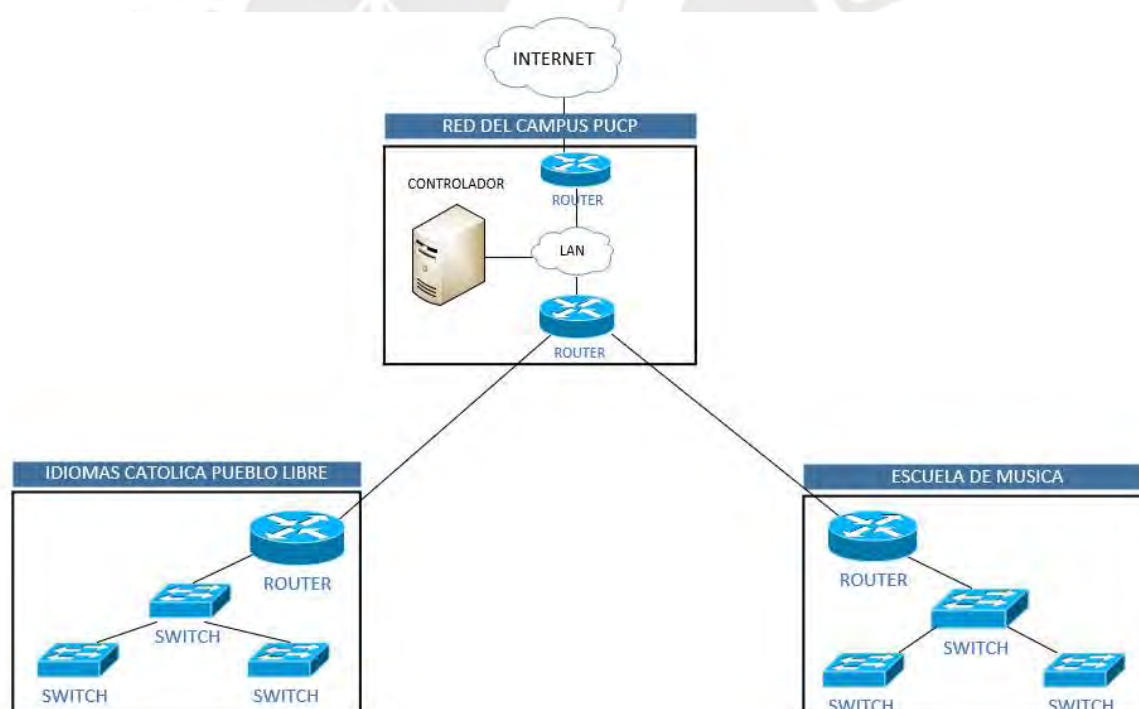 INTERNET
RED DEL CAMPUS PUCP
CONTROLADOR
ROUTER
LAN
ROUTER
IDIOMAS CATOLICA PUEBLO LIBRE
ROUTER
SWITCH
SWITCH
SWITCH
ESCUELA DE MUSICA
ROUTER
SWITCH
SWITCH
SWITCH